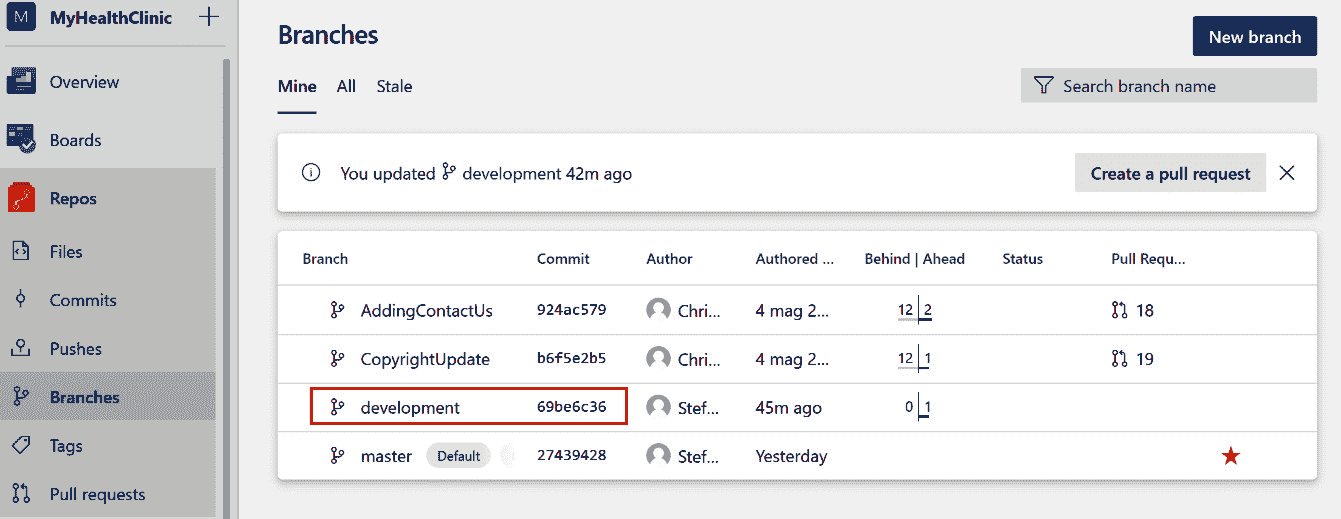 M MyHealthClinic +
Overview
Boards
Repos
Files
Commits
Pushes
Branches
Tags
Pull requests
Branches
New branch
Mine All Stale
Search branch name
You updated development 42m ago
Create a pull request
Branch Commit Author Authored ... Behind | Ahead Status Pull Requ...
AddingContactUs 924ac579 Chri... 4 mag 2... 12 2 18
CopyrightUpdate b6f5e2b5 Chri... 4 mag 2... 12 1 19
development 69be6c36 Stef... 45m ago 0 1
master Default 27439428 Stef... Yesterday